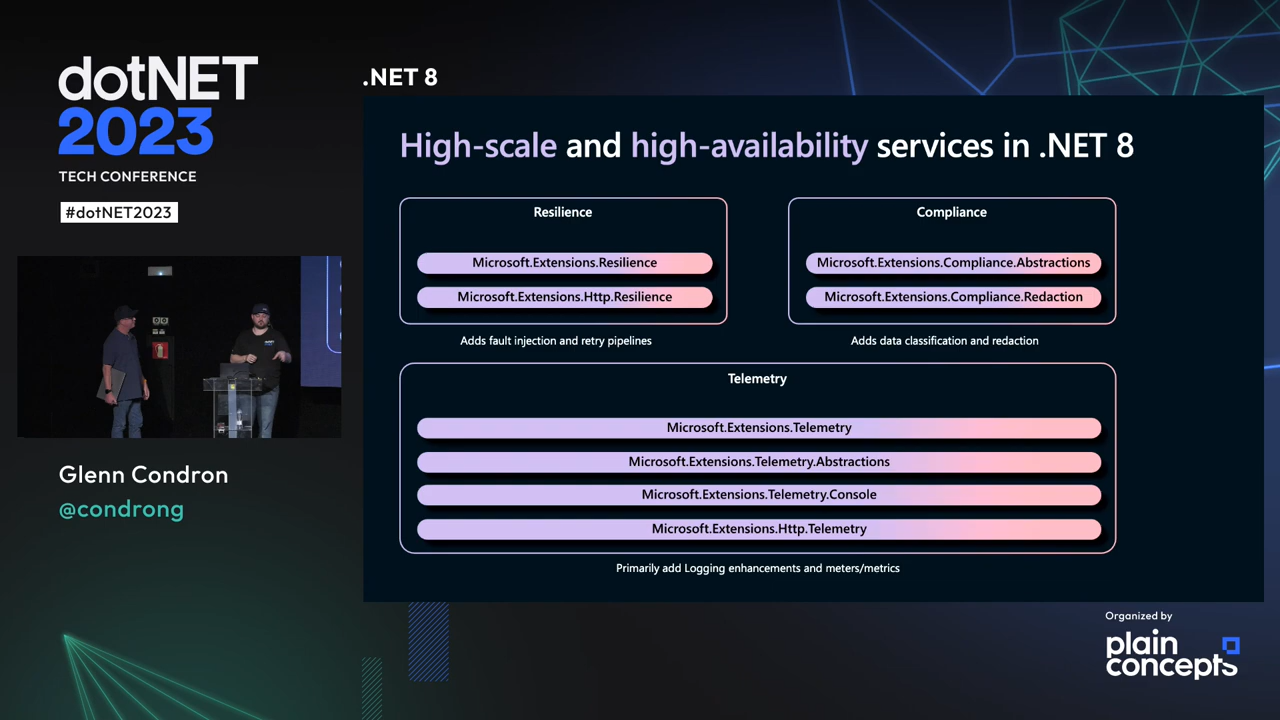 dotNET
2023
TECH CONFERENCE
#dotNET2023
Glenn Condron
@condrong
.NET 8
High-scale and high-availability services in .NET 8
Resilience
Microsoft.Extensions.Resilience
Microsoft.Extensions.Http.Resilience
Adds fault injection and retry pipelines
Compliance
Microsoft.Extensions.Compliance.Abstractions
Microsoft.Extensions.Compliance.Redaction
Adds data classification and redaction
Telemetry
Microsoft.Extensions.Telemetry
Microsoft.Extensions.Telemetry.Abstractions
Microsoft.Extensions.Telemetry.Console
Microsoft.Extensions.Http.Telemetry
Primarily add Logging enhancements and meters/metrics
Organized by
plain
concepts